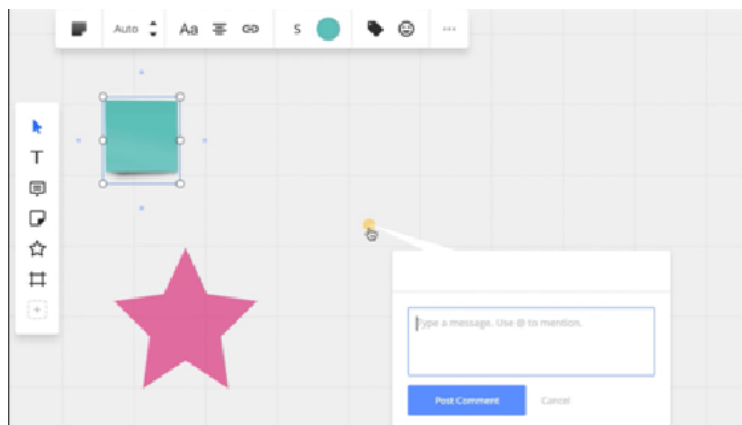 Auto Aa S
T
Type a message. Use @ to mention.
Post Comment Cancel